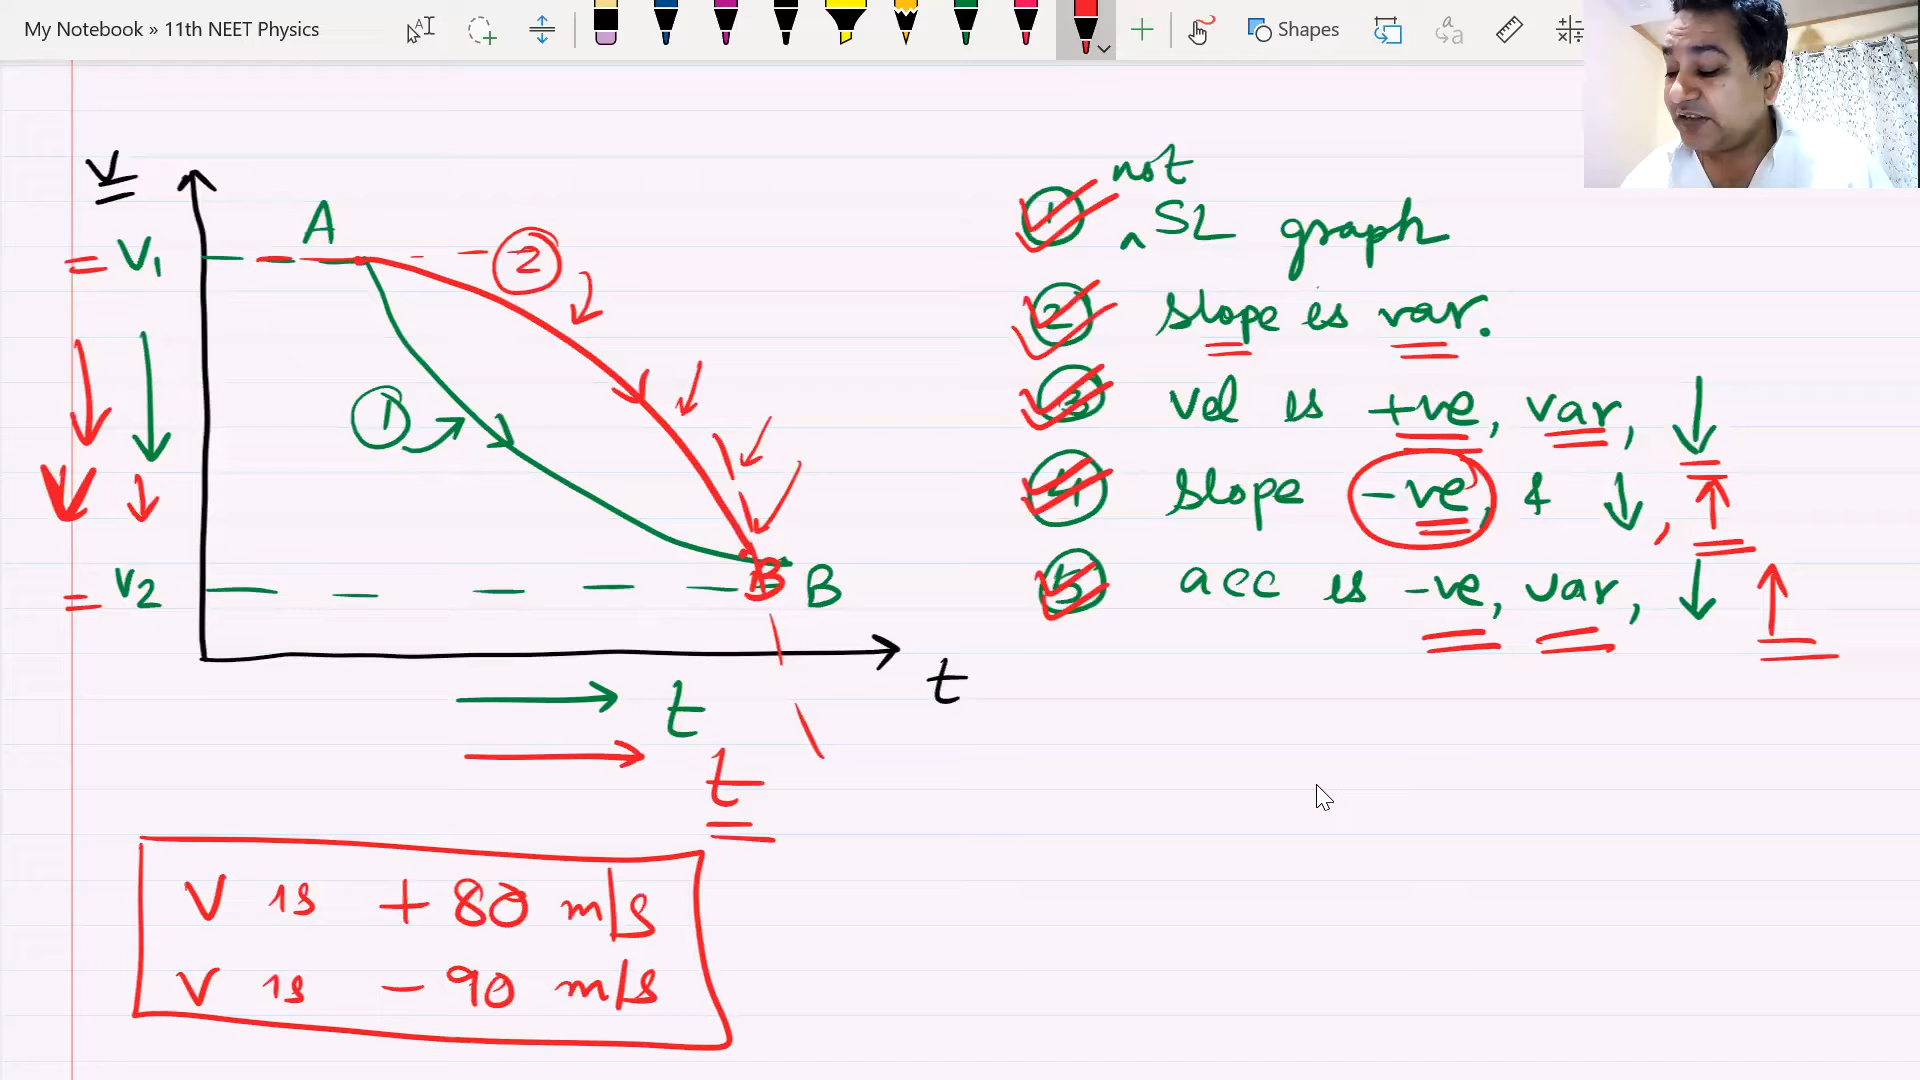 My Notebook » 11th NEET Physics
Shapes
v
A
= V₁
②
①
= v₂
B B
t
t
t
V is + 80 m/s
V is - 90 m/s
not
① ^ SL graph
② slope is var.
③ vel is +ve, var, ↓
④ slope -ve, & ↓, ↑
⑤ acc is -ve, var, ↓ ↑